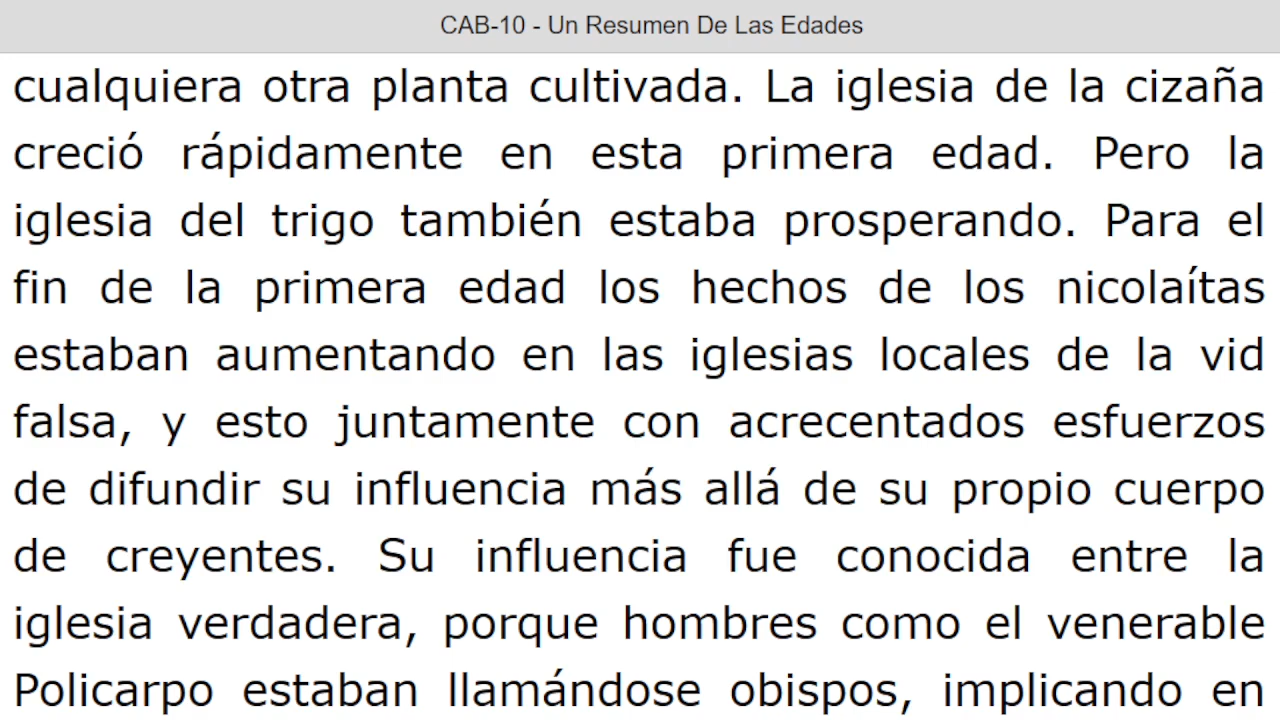 CAB-10 - Un Resumen De Las Edades
cualquiera otra planta cultivada. La iglesia de la cizaña
creció rápidamente en esta primera edad. Pero la
iglesia del trigo también estaba prosperando. Para el
fin de la primera edad los hechos de los nicolaítas
estaban aumentando en las iglesias locales de la vid
falsa, y esto juntamente con acrecentados esfuerzos
de difundir su influencia más allá de su propio cuerpo
de creyentes. Su influencia fue conocida entre la
iglesia verdadera, porque hombres como el venerable
Policarpo estaban llamándose obispos, implicando en